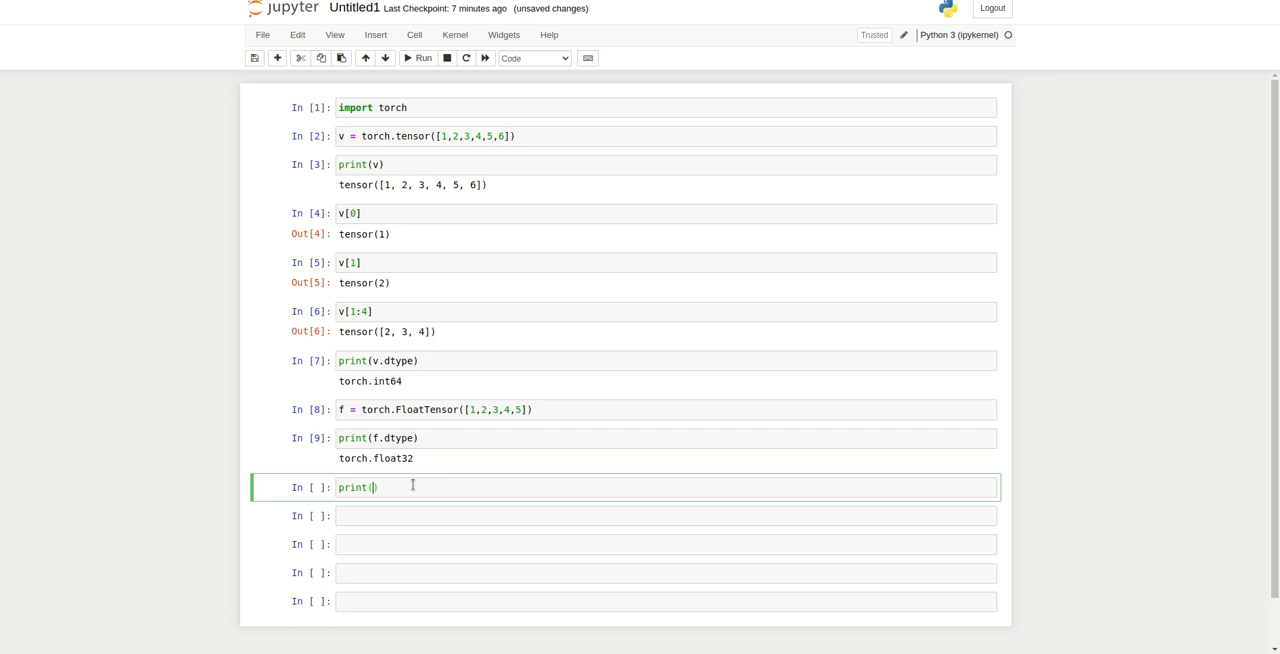 jupyter Untitled1 Last Checkpoint: 7 minutes ago (unsaved changes) Logout
File Edit View Insert Cell Kernel Widgets Help Trusted Python 3 (ipykernel)
Run Code
In [1]: import torch
In [2]: v = torch.tensor([1,2,3,4,5,6])
In [3]: print(v)
tensor([1, 2, 3, 4, 5, 6])
In [4]: v[0]
Out[4]: tensor(1)
In [5]: v[1]
Out[5]: tensor(2)
In [6]: v[1:4]
Out[6]: tensor([2, 3, 4])
In [7]: print(v.dtype)
torch.int64
In [8]: f = torch.FloatTensor([1,2,3,4,5])
In [9]: print(f.dtype)
torch.float32
In [ ]: print()
In [ ]:
In [ ]:
In [ ]:
In [ ]: